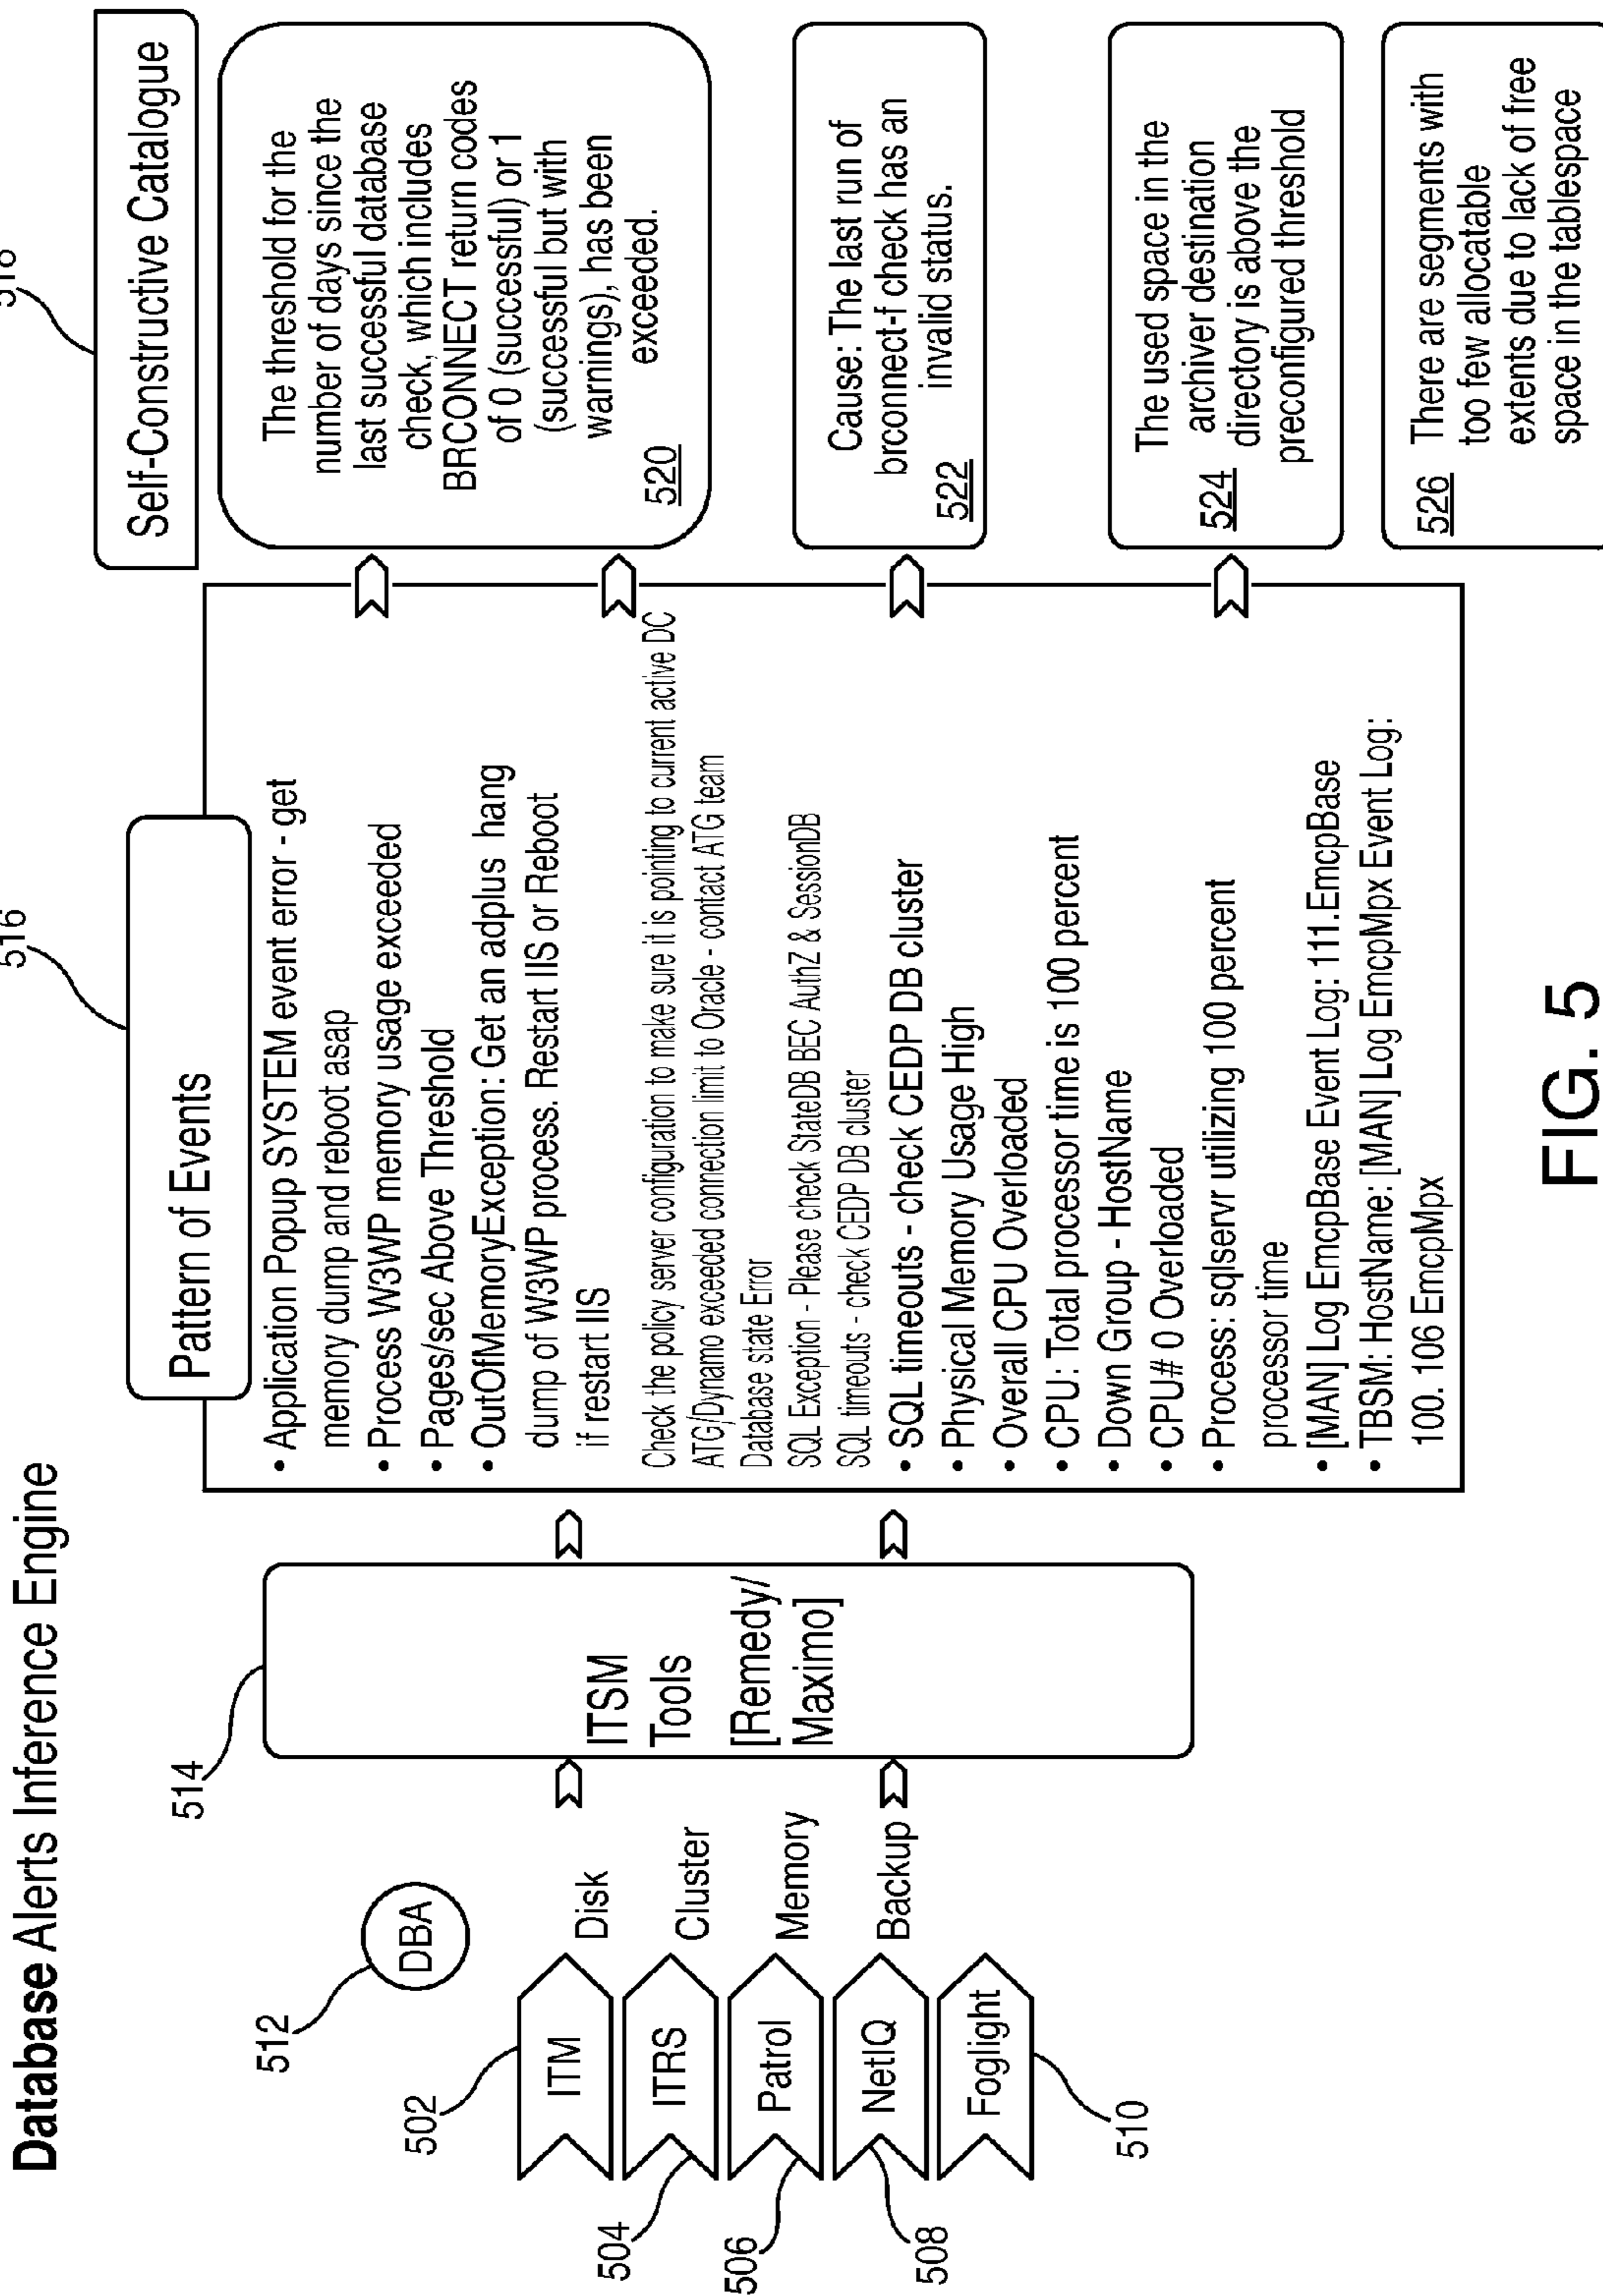 Database Alerts Inference Engine
512
DBA
502
ITM
504
ITRS
506
Patrol
508
NetIQ
510
Foglight
Disk
Cluster
Memory
Backup
514
ITSM
Tools
[Remedy/
Maximo]
516
Pattern of Events
• Application Popup SYSTEM event error - get
memory dump and reboot asap
• Process W3WP memory usage exceeded
• Pages/sec Above Threshold
• OutOfMemoryException: Get an adplus hang
dump of W3WP process. Restart IIS or Reboot
if restart IIS
Check the policy server configuration to make sure it is pointing to current active DC
ATG/Dynamo exceeded connection limit to Oracle - contact ATG team
Database state Error
SQL Exception - Please check StateDB BEC AuthZ & SessionDB
SQL timeouts - check CEDP DB cluster
• SQL timeouts - check CEDP DB cluster
• Physical Memory Usage High
• Overall CPU Overloaded
• CPU: Total processor time is 100 percent
• Down Group - HostName
• CPU# 0 Overloaded
• Process: sqlservr utilizing 100 percent
processor time
• [MAN] Log EmcpBase Event Log: 111.EmcpBase
• TBSM: HostName: [MAN] Log EmcpMpx Event Log:
100. 106 EmcpMpx
518
Self-Constructive Catalogue
The threshold for the
number of days since the
last successful database
check, which includes
BRCONNECT return codes
of 0 (successful) or 1
(successful but with
warnings), has been
exceeded.
520
Cause: The last run of
brconnect-f check has an
invalid status.
522
The used space in the
archiver destination
directory is above the
preconfigured threshold
524
There are segments with
too few allocatable
extents due to lack of free
space in the tablespace
526
FIG. 5